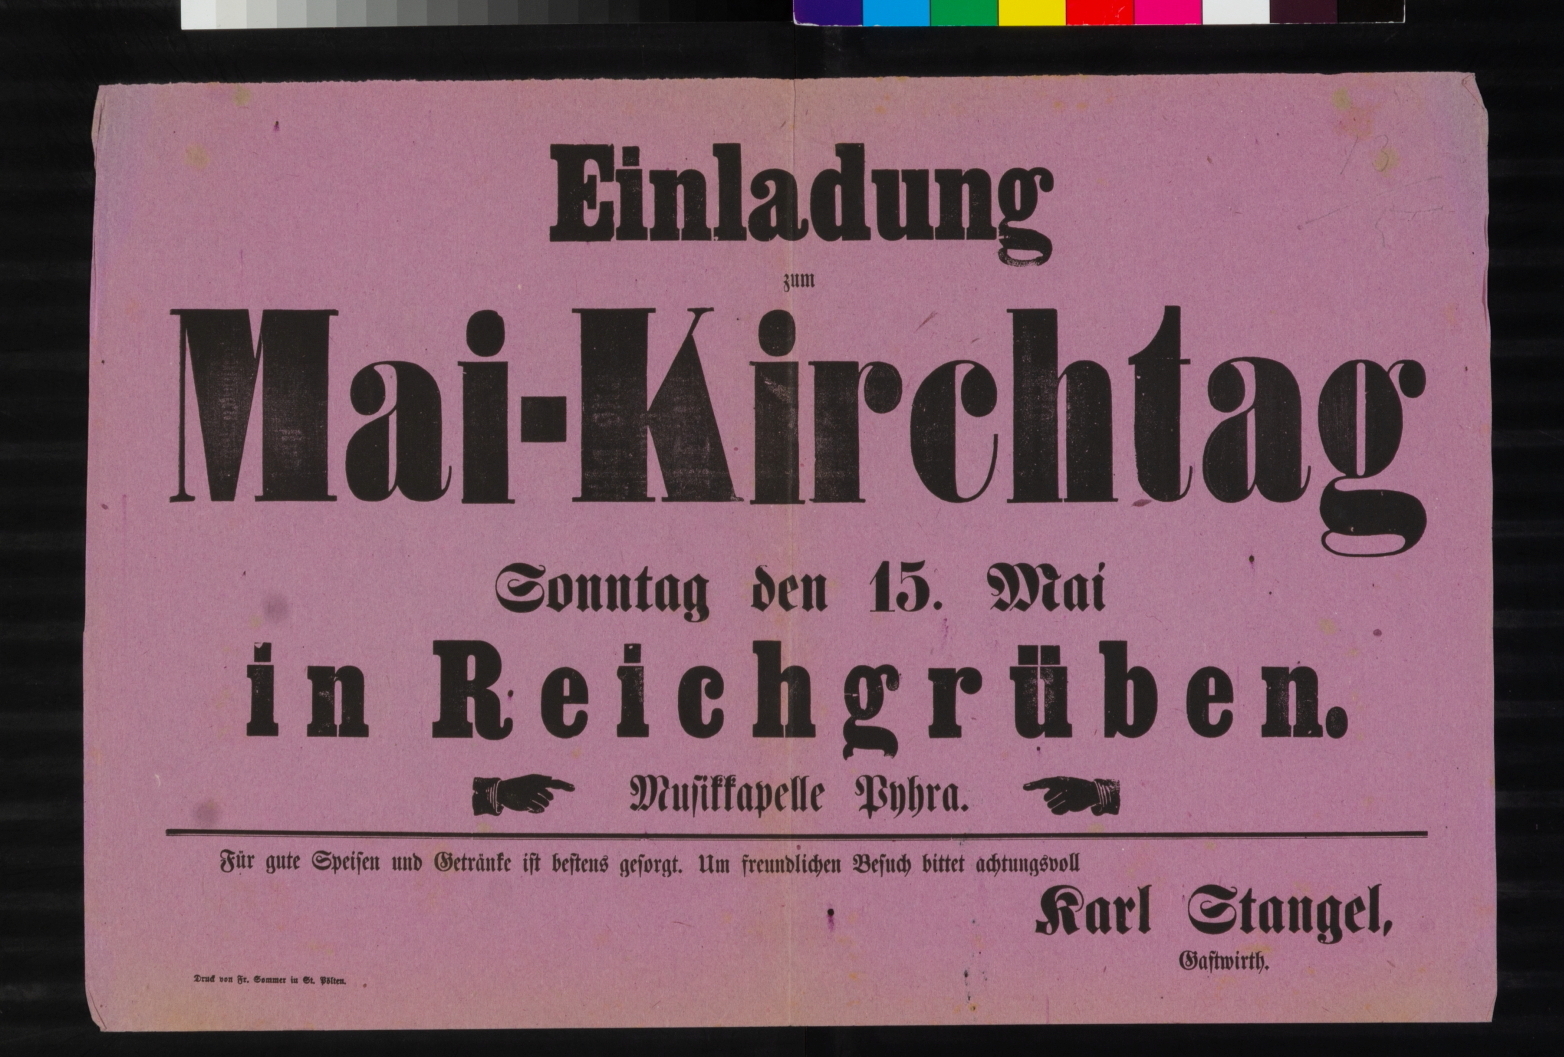 Einladung
zum
Mai-Kirchtag
Sonntag den 15. Mai
in Reichgrüben.
Musikkapelle Pyhra.
Für gute Speisen und Getränke ist bestens gesorgt. Um freundlichen Besuch bittet achtungsvoll
Karl Stangel,
Gastwirth.
Druck von Fr. Sommer in St. Pölten.